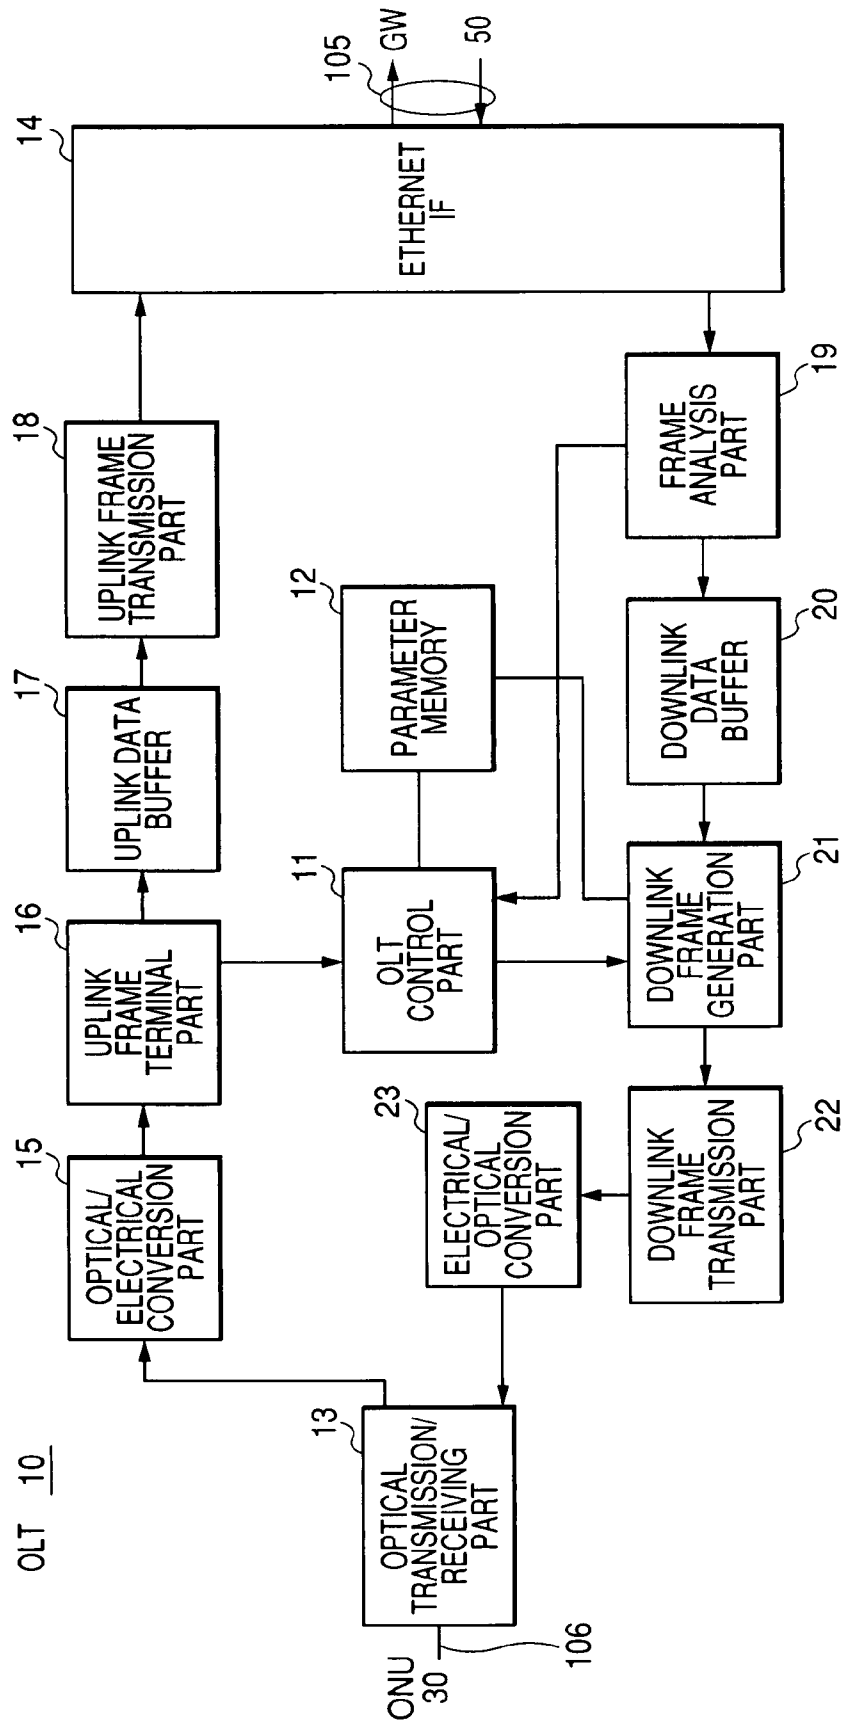 OLT 10
ONU
30
106
13
OPTICAL
TRANSMISSION/
RECEIVING
PART
15
OPTICAL/
ELECTRICAL
CONVERSION
PART
16
UPLINK
FRAME
TERMINAL
PART
17
UPLINK DATA
BUFFER
18
UPLINK FRAME
TRANSMISSION
PART
14
ETHERNET
IF
105
GW
50
11
OLT
CONTROL
PART
12
PARAMETER
MEMORY
23
ELECTRICAL/
OPTICAL
CONVERSION
PART
22
DOWNLINK
FRAME
TRANSMISSION
PART
21
DOWNLINK
FRAME
GENERATION
PART
20
DOWNLINK
DATA
BUFFER
19
FRAME
ANALYSIS
PART